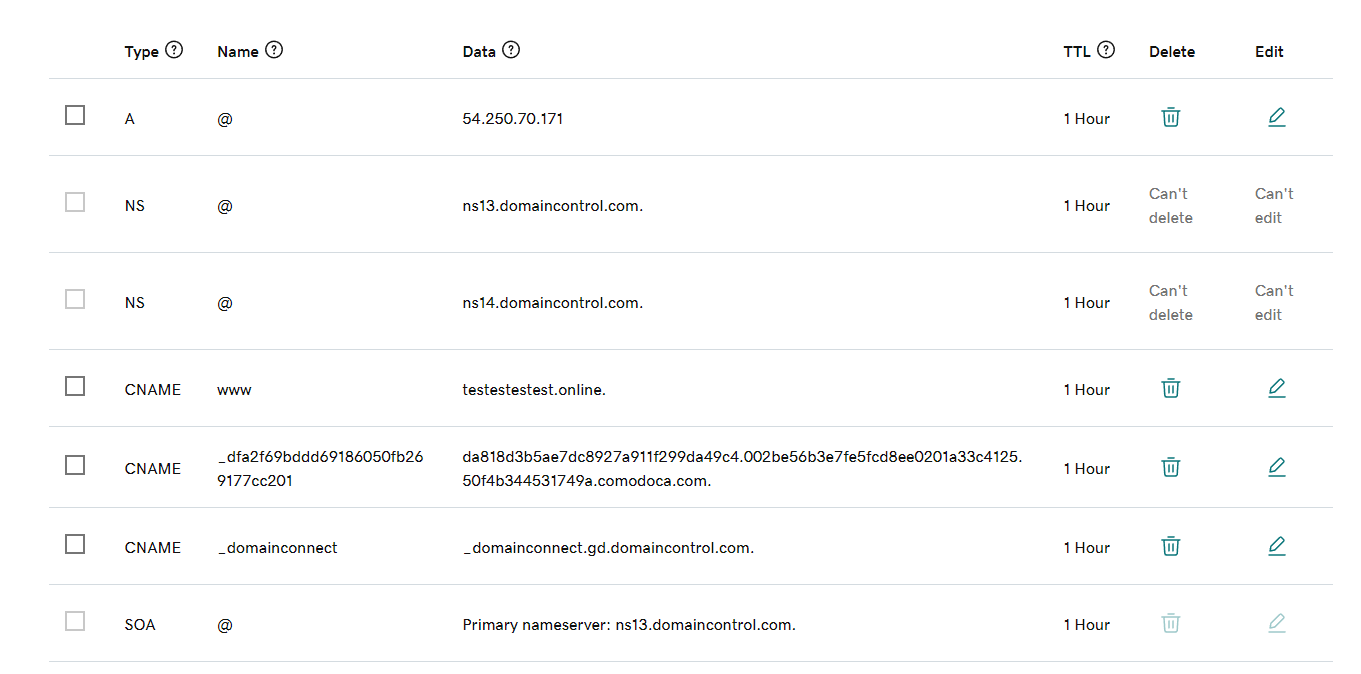 Type Name Data TTL Delete Edit
A @ 54.250.70.171 1 Hour
NS @ ns13.domaincontrol.com. 1 Hour Can't delete Can't edit
NS @ ns14.domaincontrol.com. 1 Hour Can't delete Can't edit
CNAME www testestestest.online. 1 Hour
CNAME _dfa2f69bddd69186050fb26
9177cc201 da818d3b5ae7dc8927a911f299da49c4.002be56b3e7fe5fcd8ee0201a33c4125.
50f4b344531749a.comodoca.com. 1 Hour
CNAME _domainconnect _domainconnect.gd.domaincontrol.com. 1 Hour
SOA @ Primary nameserver: ns13.domaincontrol.com. 1 Hour